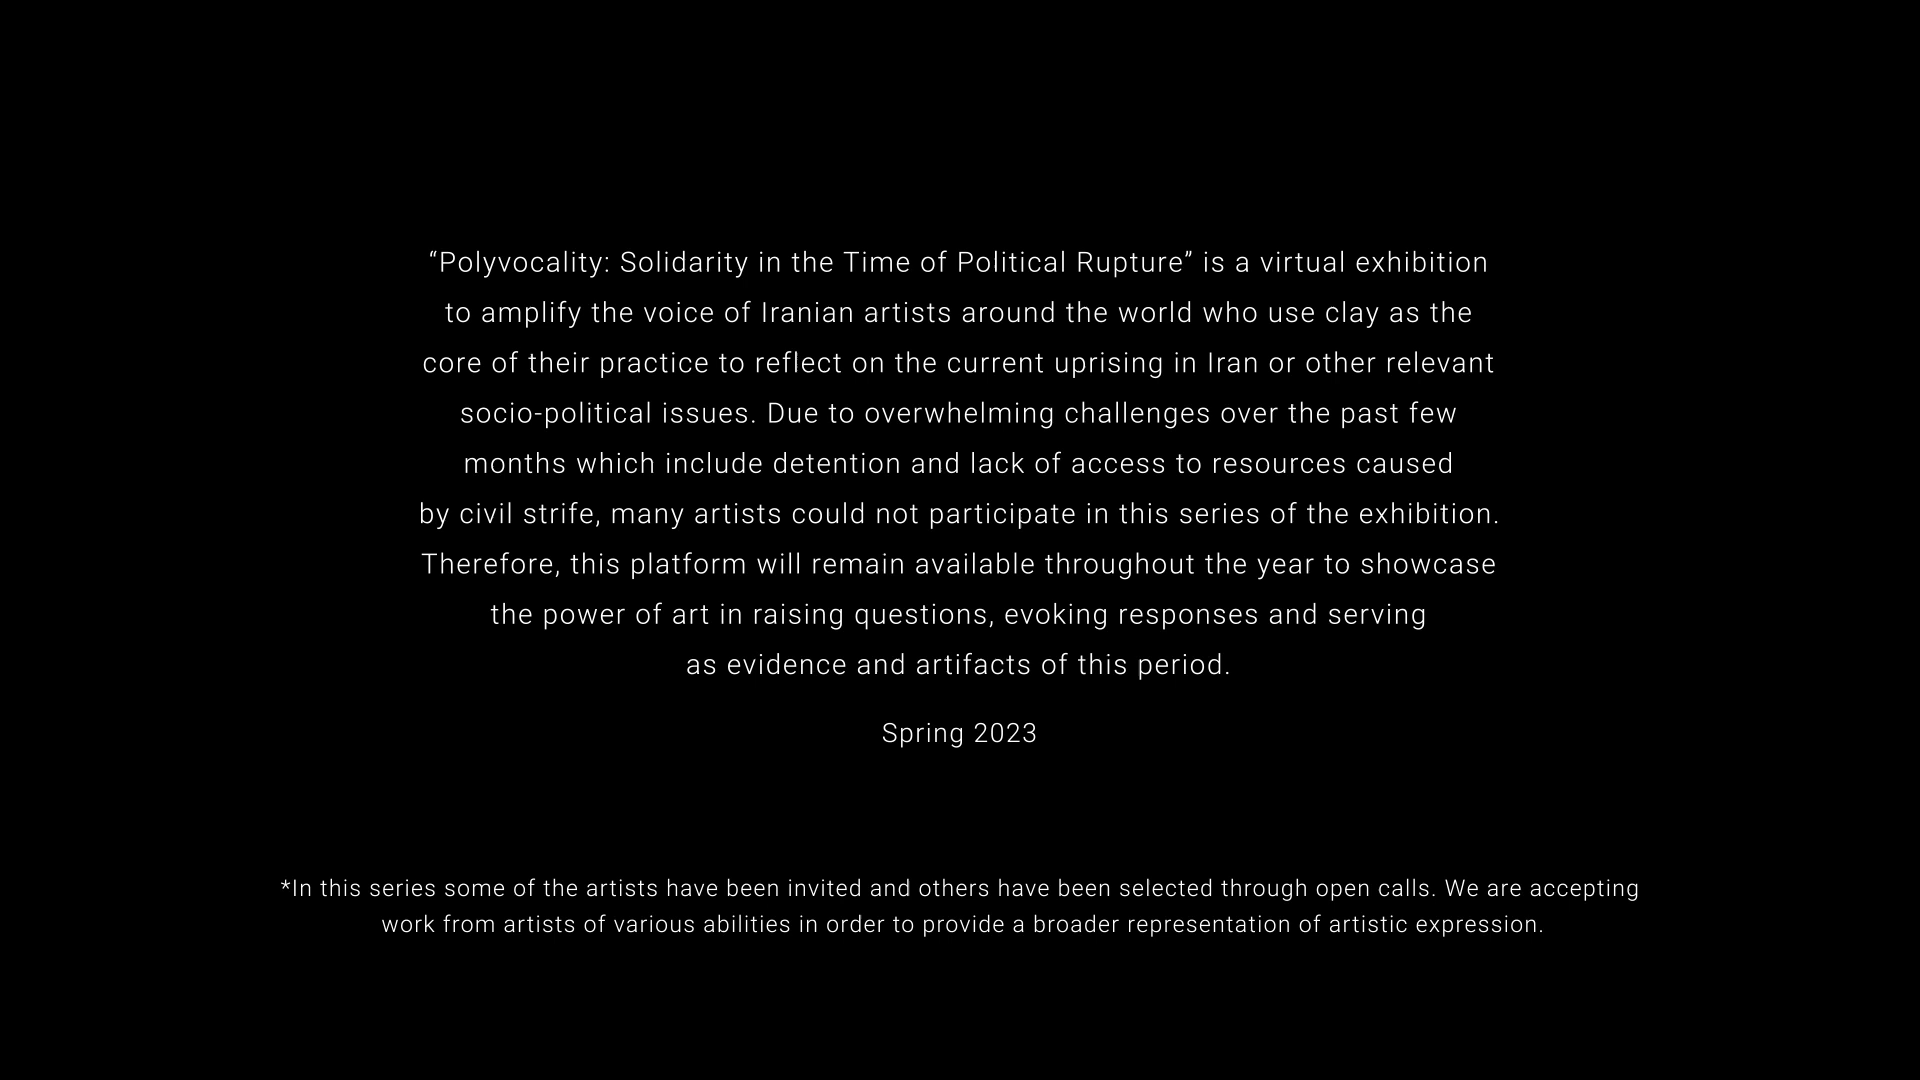 “Polyvocality: Solidarity in the Time of Political Rupture” is a virtual exhibition
to amplify the voice of Iranian artists around the world who use clay as the
core of their practice to reflect on the current uprising in Iran or other relevant
socio-political issues. Due to overwhelming challenges over the past few
months which include detention and lack of access to resources caused
by civil strife, many artists could not participate in this series of the exhibition.
Therefore, this platform will remain available throughout the year to showcase
the power of art in raising questions, evoking responses and serving
as evidence and artifacts of this period.
Spring 2023
*In this series some of the artists have been invited and others have been selected through open calls. We are accepting
work from artists of various abilities in order to provide a broader representation of artistic expression.